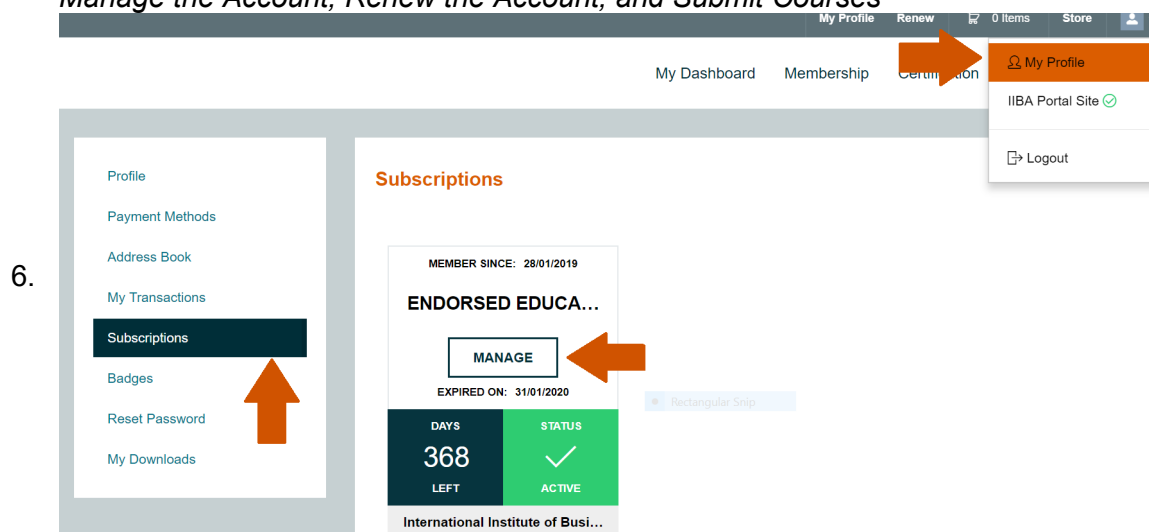 Manage the Account, Renew the Account, and Submit Courses
My Profile Renew 0 Items Store
My Dashboard Membership
My Profile
IIBA Portal Site
Logout
6.
Profile
Payment Methods
Address Book
My Transactions
Subscriptions
Badges
Reset Password
My Downloads
Subscriptions
MEMBER SINCE: 28/01/2019
ENDORSED EDUCA...
MANAGE
EXPIRED ON: 31/01/2020
Rectangular Snip
DAYS STATUS
368
LEFT ACTIVE
International Institute of Busi...